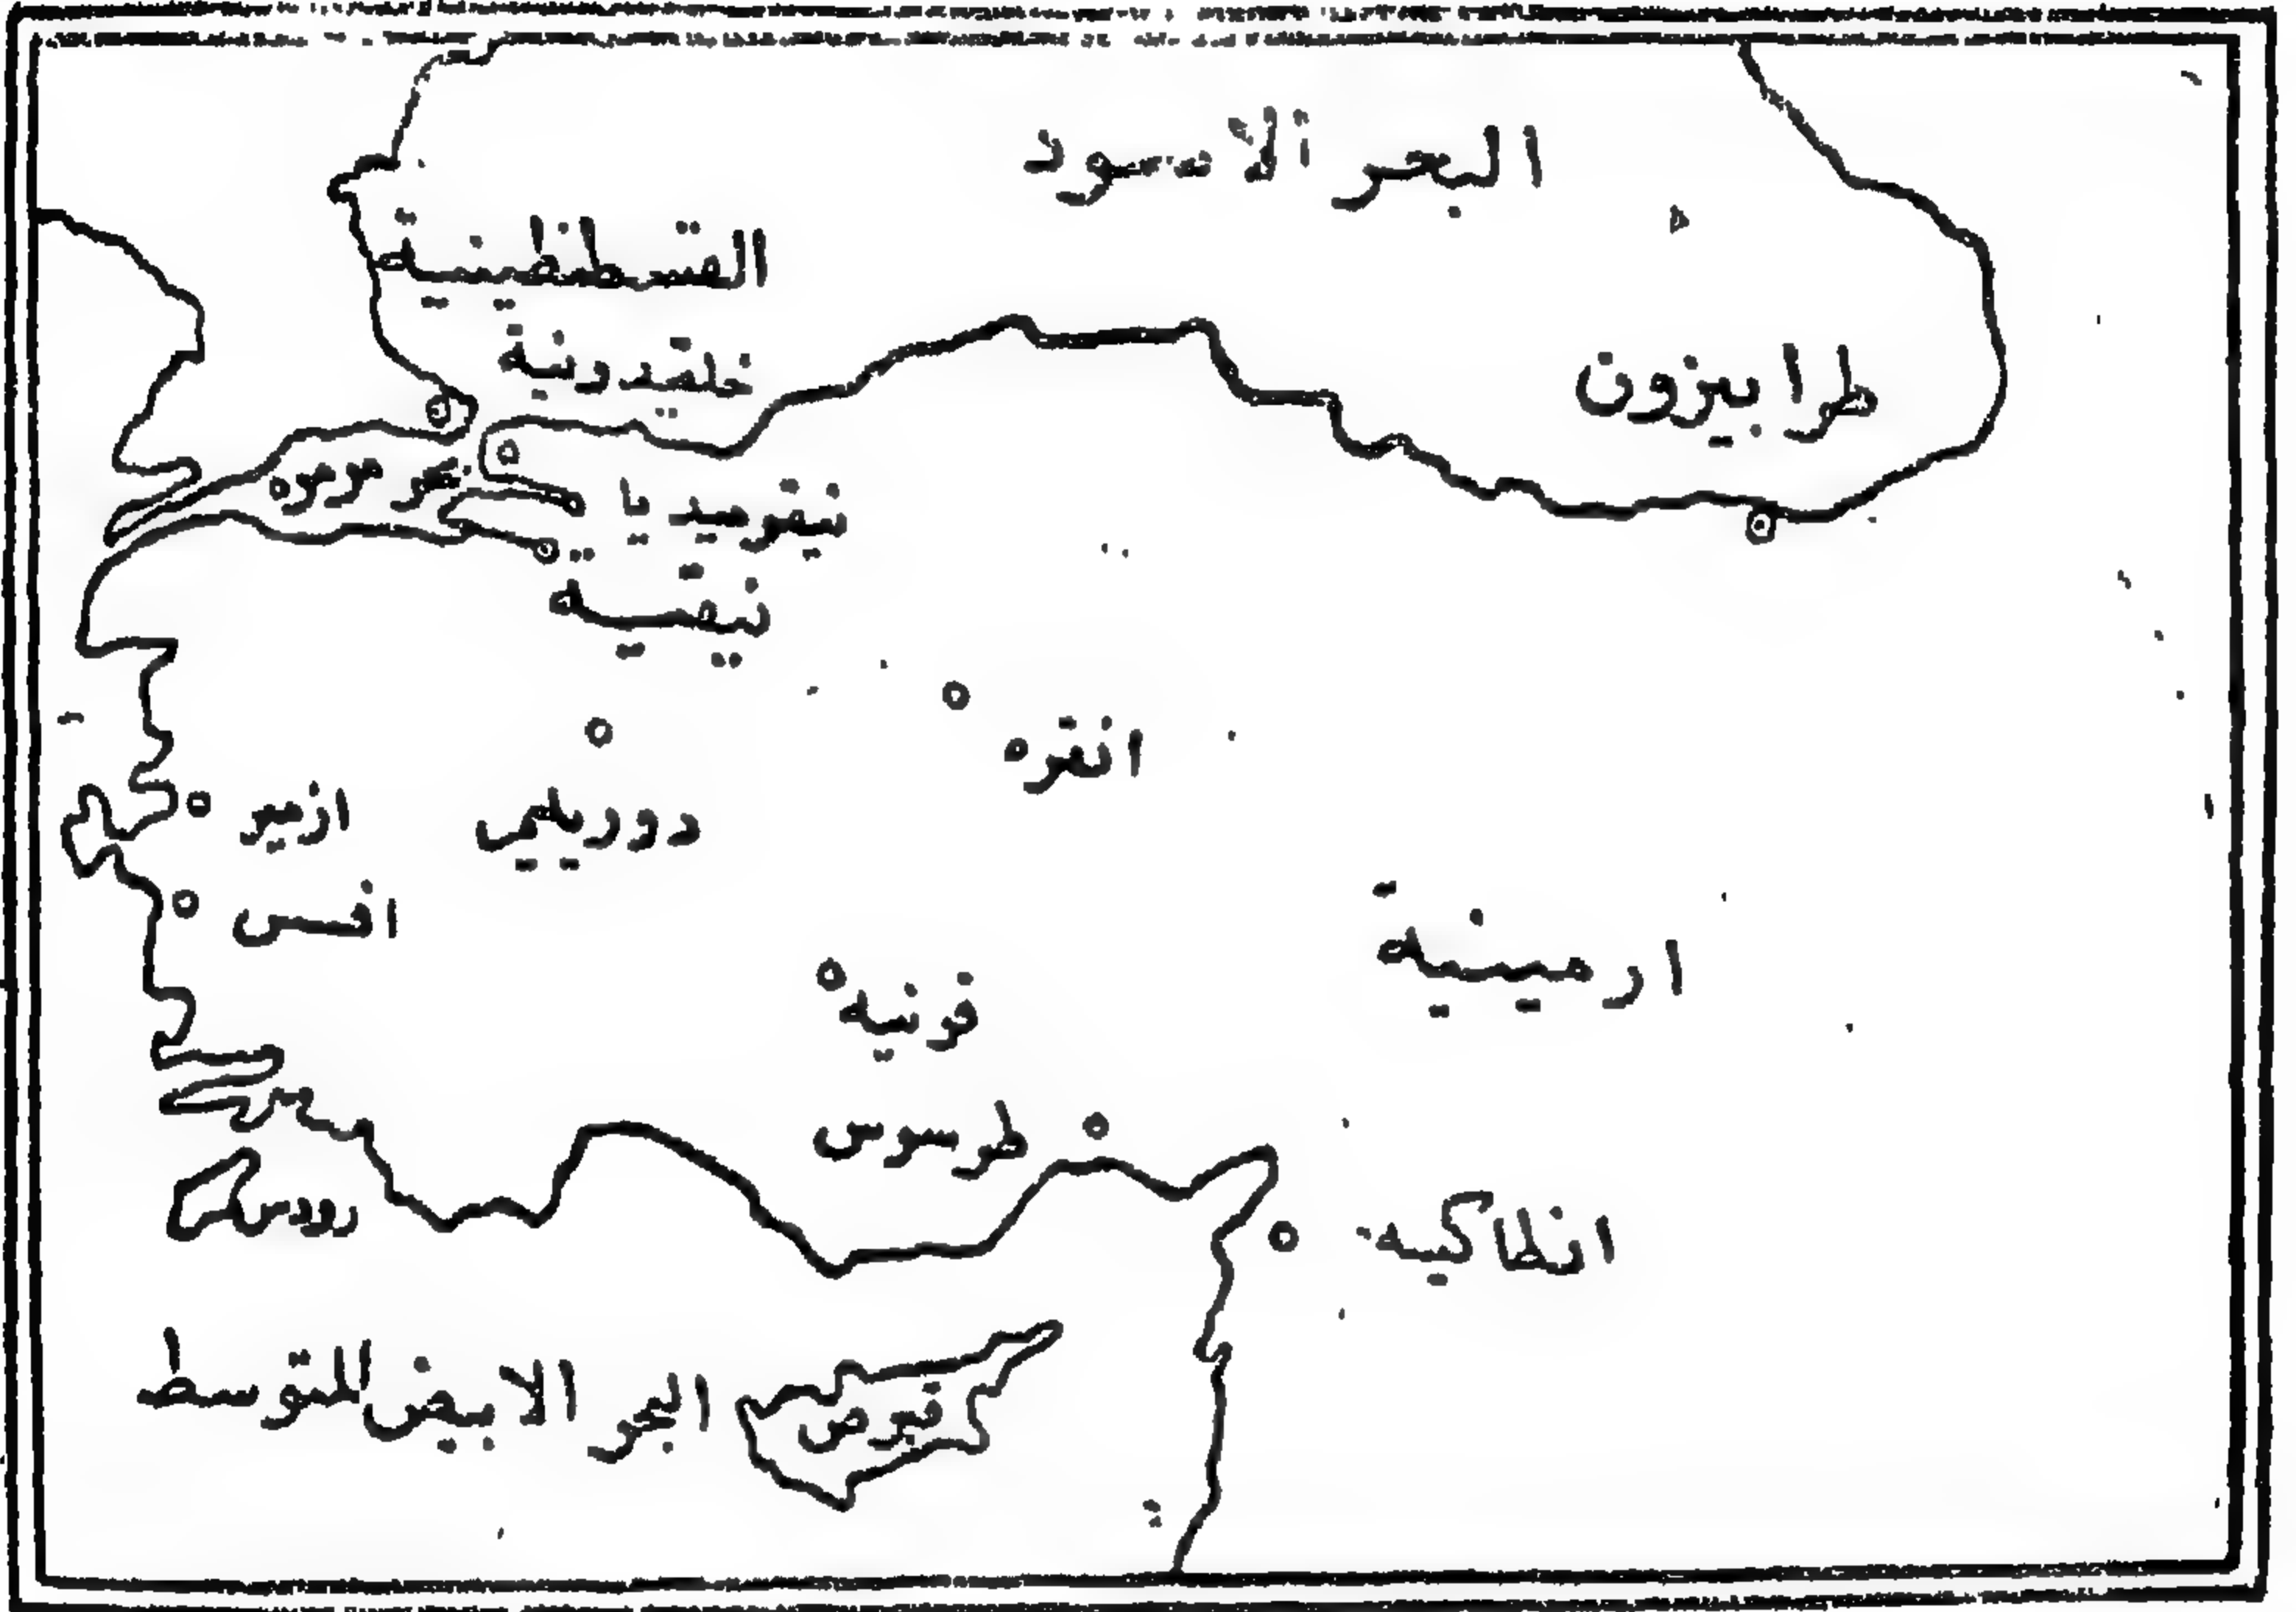 البحر الاسود
القسطنطينية
خلقدونية
طرابيزون
بحر مرمره
نيقوميديا
نيقية
انقره
ازمير
دوريليم
افسس
ارمينية
قونيه
طرسوس
رودس
انطاكيه
البحر الابيض المتوسط
قبرص